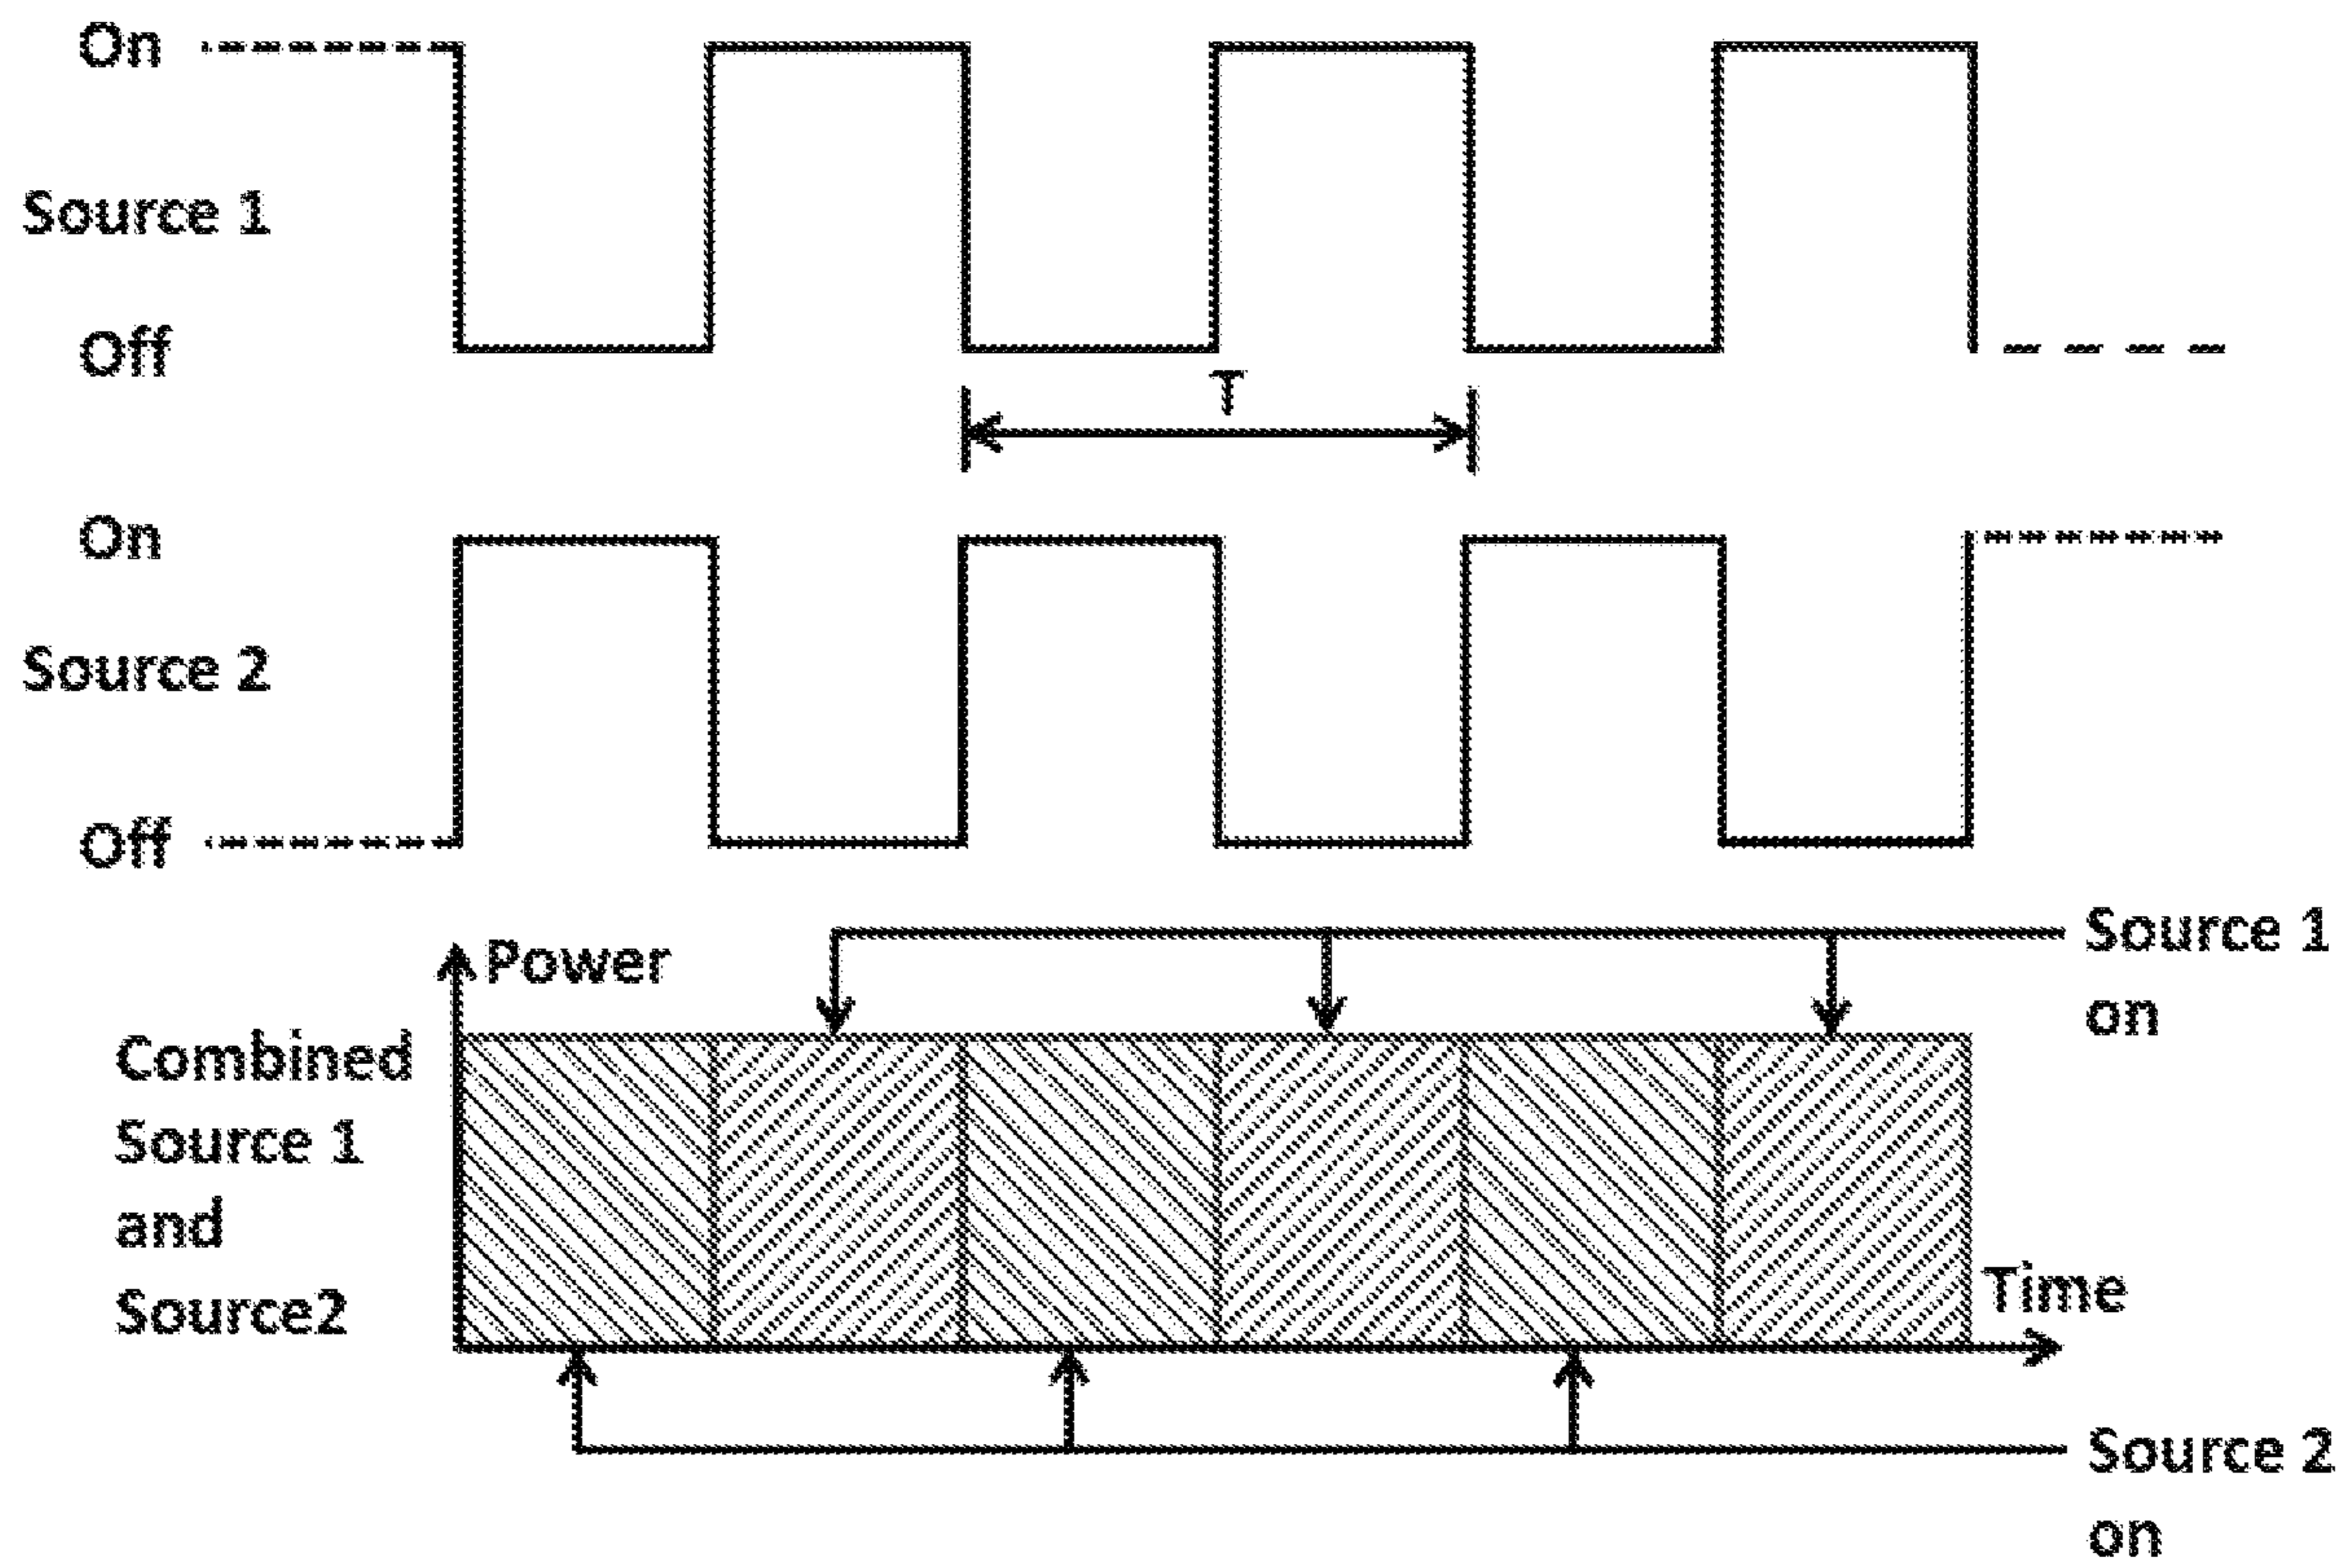 On
Source 1
Off
T
On
Source 2
Off
Power
Source 1
on
Combined
Source 1
and
Source2
Time
Source 2
on